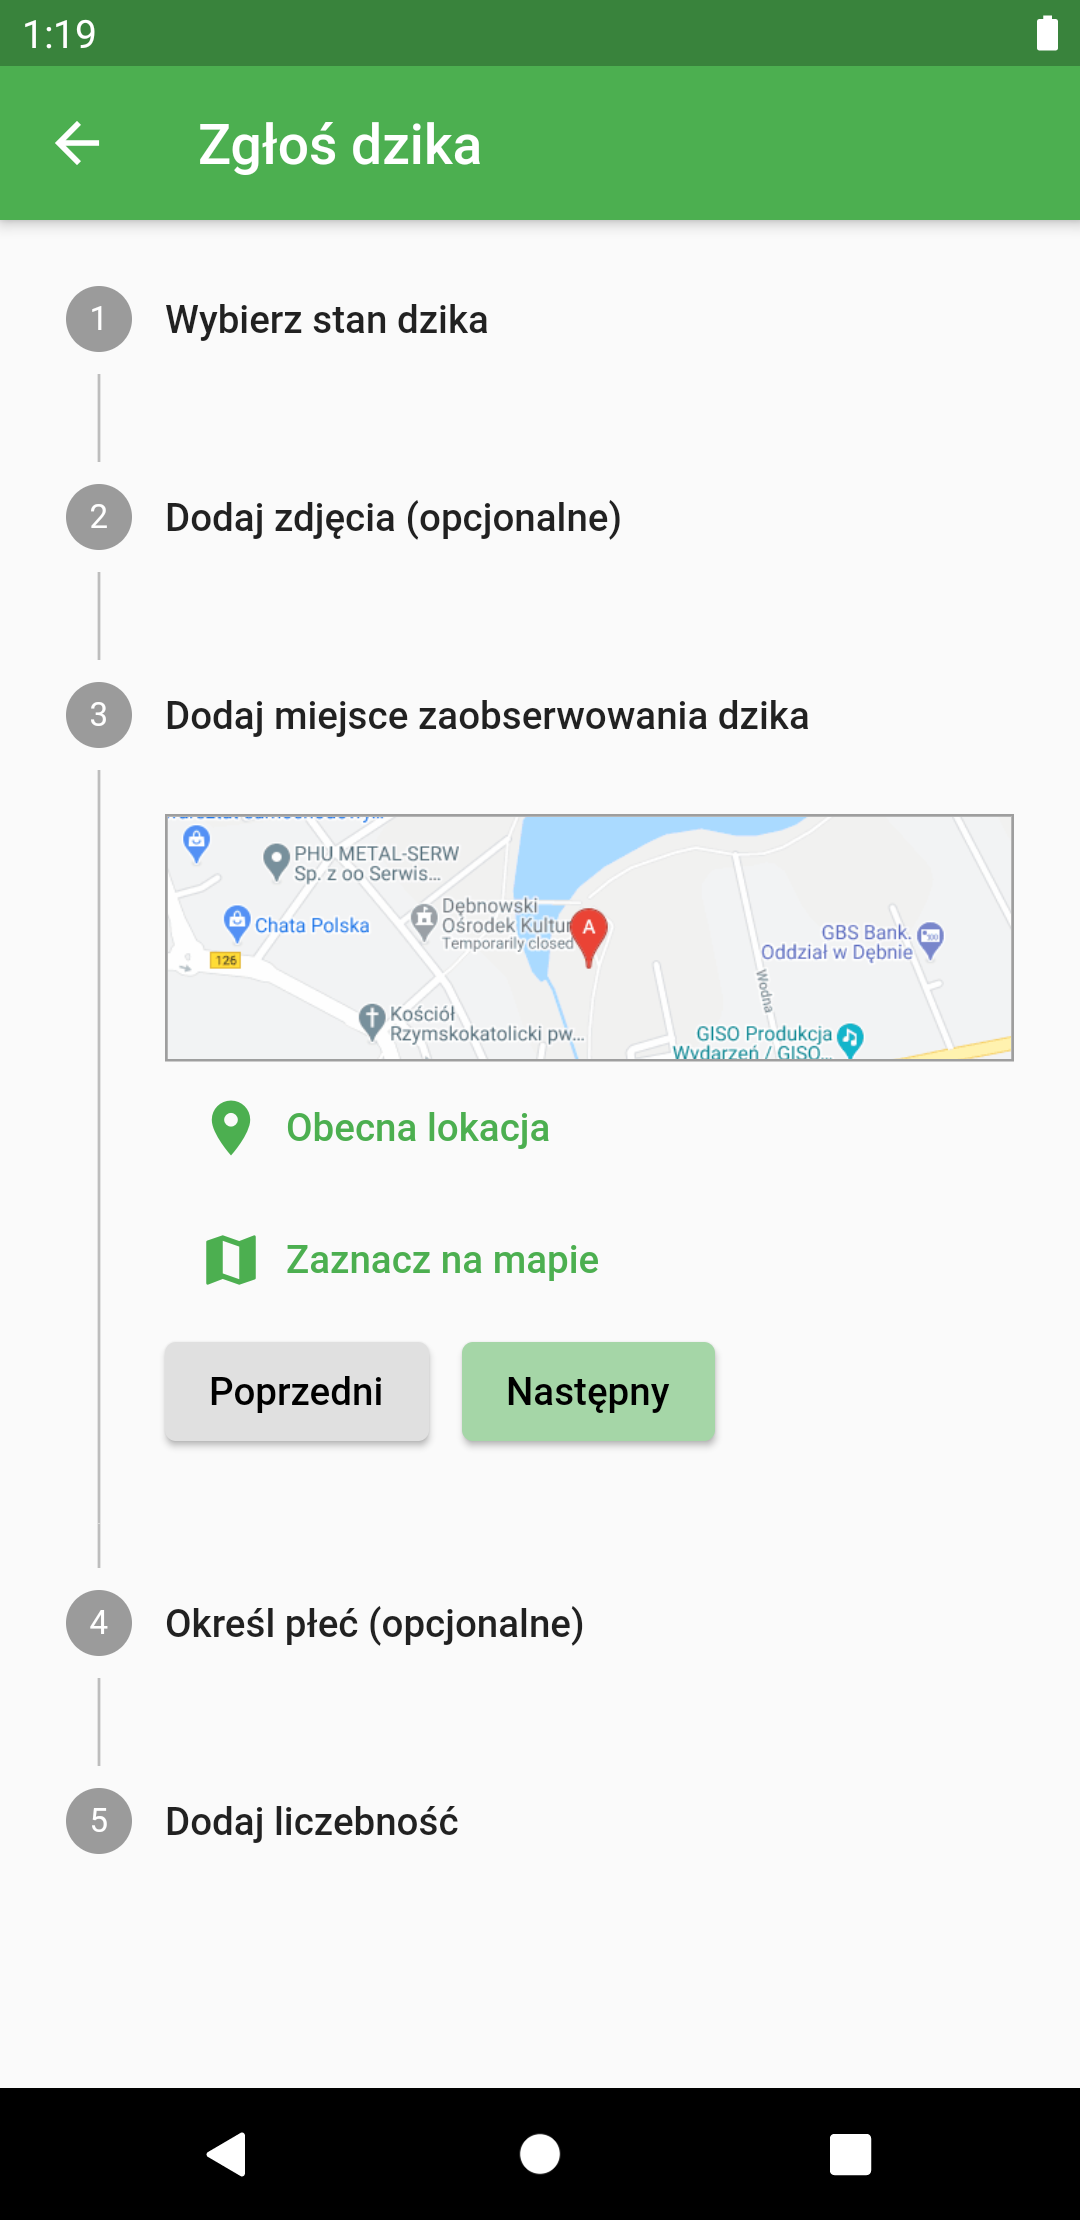 1:19
Zgłoś dzika
1
Wybierz stan dzika
2
Dodaj zdjęcia (opcjonalne)
3
Dodaj miejsce zaobserwowania dzika
PHU METAL-SERW
Sp. z oo Serwis...
Dębnowski
Ośrodek Kultur
Temporarily closed
A
Chata Polska
126
GBS Bank.
Oddział w Dębnie
Wodna
Kościół
Rzymskokatolicki pw...
GISO Produkcja
Wydarzeń / GISO...
Obecna lokacja
Zaznacz na mapie
Poprzedni
Następny
4
Określ płeć (opcjonalne)
5
Dodaj liczebność